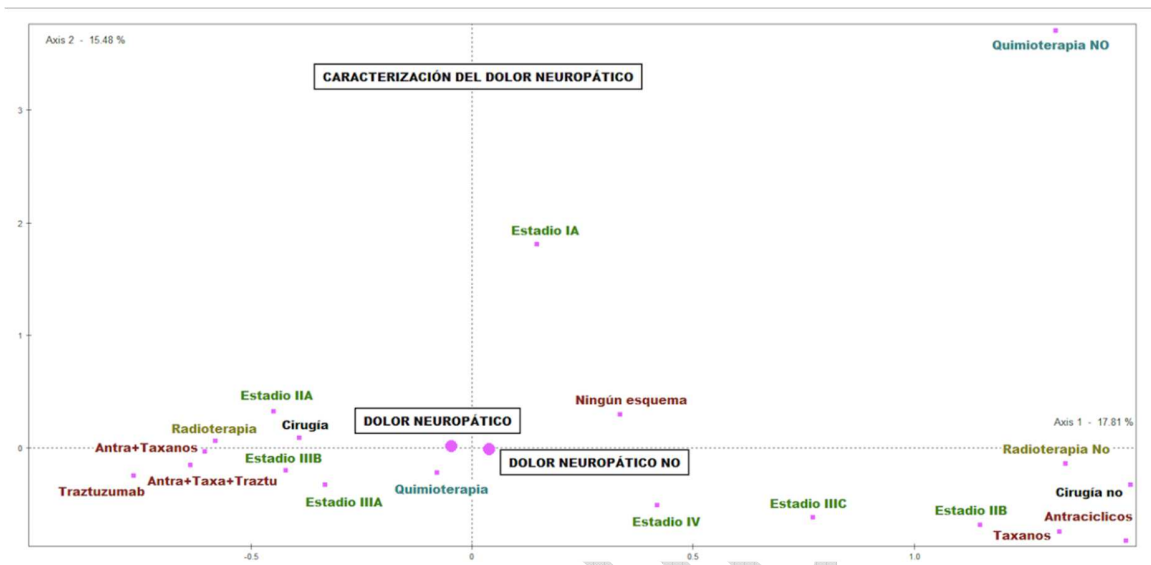 Axis 2 - 15.48 %
Quimioterapia NO
CARACTERIZACIÓN DEL DOLOR NEUROPÁTICO
3
2
Estadio IA
1
Estadio IIA
Ningún esquema
DOLOR NEUROPÁTICO
Cirugía
Axis 1 - 17.81 %
Radioterapia
0
Antra+Taxanos
Radioterapia No
Estadio IIIB
DOLOR NEUROPÁTICO NO
Antra+Taxa+Traztu
Traztuzumab
Quimioterapia
Cirugía no
Estadio IIIA
Estadio IIIC
Estadio IIB
Antraciclicos
Estadio IV
Taxanos
-0.5
0
0.5
1.0